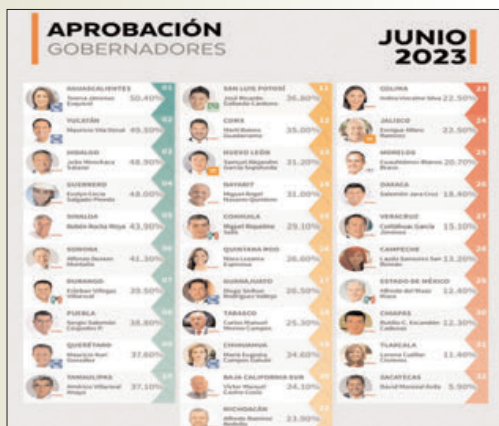 APROBACIÓN
GOBERNADORES
JUNIO
2023
AGUASCALIENTES
Teresa Jimenez
Esquivel
50.40%
01
YUCATÁN
Mauricio Vila Dosal
49.50%
02
HIDALGO
Julio Menchaca
Salazar
48.90%
03
GUERRERO
Evelyn Cecia
Salgado Pineda
48.00%
04
SINALOA
Rubén Rocha Moya
43.90%
05
SONORA
Alfonso Durazo
Montaño
41.30%
06
DURANGO
Esteban Villegas
Villarreal
39.50%
07
PUEBLA
Sergio Salomón
Céspedes P.
38.80%
08
QUERÉTARO
Mauricio Kuri
González
37.60%
09
TAMAULIPAS
Américo Villarreal
Anaya
37.10%
10
SAN LUIS POTOSÍ
José Ricardo
Gallardo Cardona
36.80%
11
CDMX
Martí Batres
Guadarrama
35.00%
12
NUEVO LEÓN
Samuel Alejandro
García Sepúlveda
31.20%
13
NAYARIT
Miguel Ángel
Navarro Quintero
31.00%
14
COAHUILA
Miguel Riquelme
Solís
29.10%
15
QUINTANA ROO
Mara Lezama
Espinosa
26.60%
16
GUANAJUATO
Diego Sinhue
Rodríguez Vallejo
26.50%
17
TABASCO
Carlos Manuel
Merino Campos
25.30%
18
CHIHUAHUA
María Eugenia
Campos Galván
24.60%
19
BAJA CALIFORNIA SUR
Víctor Manuel
Castro Cosío
24.10%
20
MICHOACÁN
Alfredo Ramírez
Bedolla
23.90%
COLIMA
Indira Vizcaíno Silva
22.50%
23
JALISCO
Enrique Alfaro
Ramírez
22.50%
24
MORELOS
Cuauhtémoc Blanco
Bravo
20.70%
25
OAXACA
Salomón Jara Cruz
18.40%
26
VERACRUZ
Cuitláhuac García
Jiménez
15.10%
27
CAMPECHE
Layda Sansores San
Román
13.20%
28
ESTADO DE MÉXICO
Alfredo del Mazo
Maza
12.40%
29
CHIAPAS
Rutilio C. Escandón
Cadenas
12.30%
30
TLAXCALA
Lorena Cuéllar
Cisneros
11.40%
31
ZACATECAS
David Monreal Ávila
5.90%
32